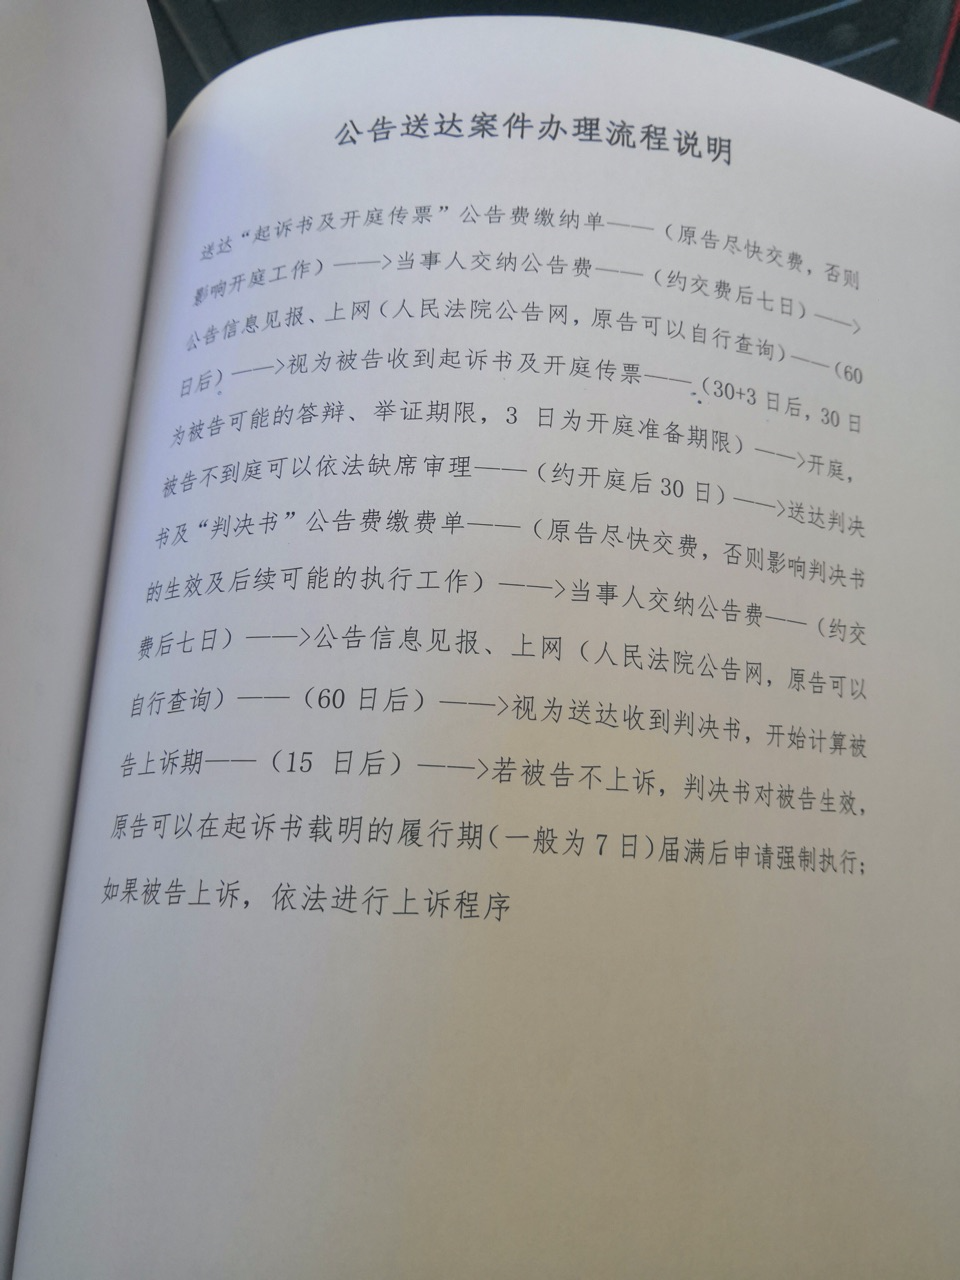 公告送达案件办理流程说明
送达“起诉书及开庭传票”公告费缴纳单——（原告尽快交费，否则
影响开庭工作）——>当事人交纳公告费——（约交费后七日）——>
公告信息见报、上网（人民法院公告网，原告可以自行查询）——（60
日后）——>视为被告收到起诉书及开庭传票——（30+3 日后，30 日
为被告可能的答辩、举证期限，3 日为开庭准备期限）——>开庭，
被告不到庭可以依法缺席审理——（约开庭后 30 日）——>送达判决
书及“判决书”公告费缴费单——（原告尽快交费，否则影响判决书
的生效及后续可能的执行工作）——>当事人交纳公告费——（约交
费后七日）——>公告信息见报、上网（人民法院公告网，原告可以
自行查询）——（60 日后）——>视为送达收到判决书，开始计算被
告上诉期——（15 日后）——>若被告不上诉，判决书对被告生效，
原告可以在起诉书载明的履行期（一般为 7 日）届满后申请强制执行；
如果被告上诉，依法进行上诉程序